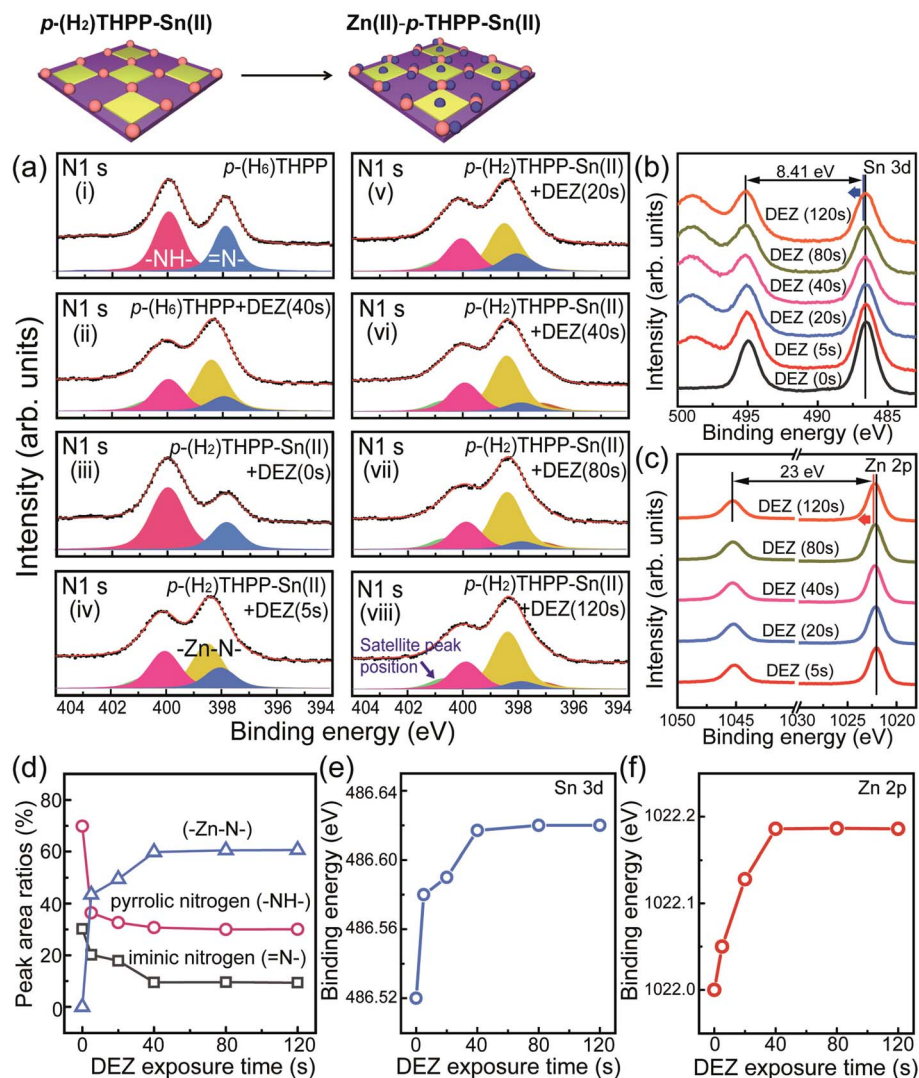 p-(H₂)THPP-Sn(II)
Zn(II)-p-THPP-Sn(II)
(a)
N1 s
(i)
p-(H₆)THPP
-NH-
=N-
N1 s
(ii)
p-(H₆)THPP+DEZ(40s)
N1 s
(iii)
p-(H₂)THPP-Sn(II)
+DEZ(0s)
N1 s
(iv)
p-(H₂)THPP-Sn(II)
+DEZ(5s)
-Zn-N-
404 402 400 398 396 394
N1 s
(v)
p-(H₂)THPP-Sn(II)
+DEZ(20s)
N1 s
(vi)
p-(H₂)THPP-Sn(II)
+DEZ(40s)
N1 s
(vii)
p-(H₂)THPP-Sn(II)
+DEZ(80s)
N1 s
(viii)
p-(H₂)THPP-Sn(II)
+DEZ(120s)
Satellite peak
position
404 402 400 398 396 394
Intensity (arb. units)
Binding energy (eV)
(b)
Sn 3d
8.41 eV
DEZ (120s)
DEZ (80s)
DEZ (40s)
DEZ (20s)
DEZ (5s)
DEZ (0s)
Intensity (arb. units)
500 495 490 485
Binding energy (eV)
(c)
Zn 2p
23 eV
DEZ (120s)
DEZ (80s)
DEZ (40s)
DEZ (20s)
DEZ (5s)
Intensity (arb. units)
1050 1045 1030 1025 1020
Binding energy (eV)
(d)
Peak area ratios (%)
80
60
40
20
0
(-Zn-N-)
pyrrolic nitrogen (-NH-)
iminic nitrogen (=N-)
0 20 40 60 80 100 120
DEZ exposure time (s)
(e)
Sn 3d
Binding energy (eV)
486.64
486.60
486.56
486.52
0 20 40 60 80 100 120
DEZ exposure time (s)
(f)
Zn 2p
Binding energy (eV)
1022.2
1022.1
1022.0
0 20 40 60 80 100 120
DEZ exposure time (s)